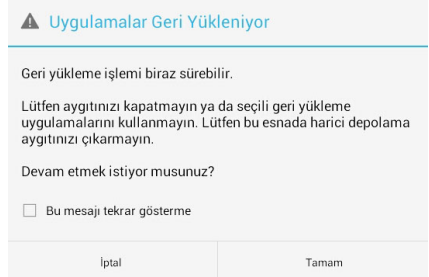 Uygulamalar Geri Yükleniyor
Geri yükleme işlemi biraz sürebilir.
Lütfen aygıtınızı kapatmayın ya da seçili geri yükleme
uygulamalarını kullanmayın. Lütfen bu esnada harici depolama
aygıtınızı çıkarmayın.
Devam etmek istiyor musunuz?
Bu mesajı tekrar gösterme
İptal
Tamam